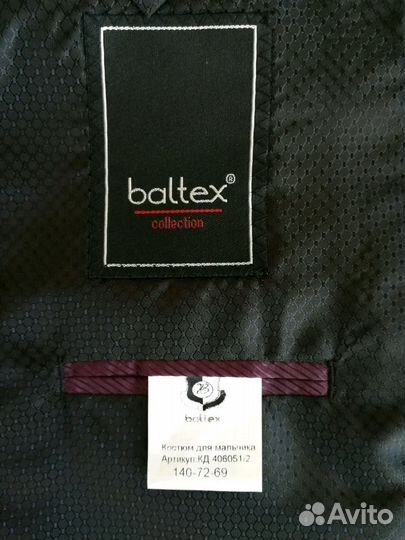 baltex®
collection
baltex
Костюм для мальчика
Артикул:КД 406051-2
140-72-69
Avito